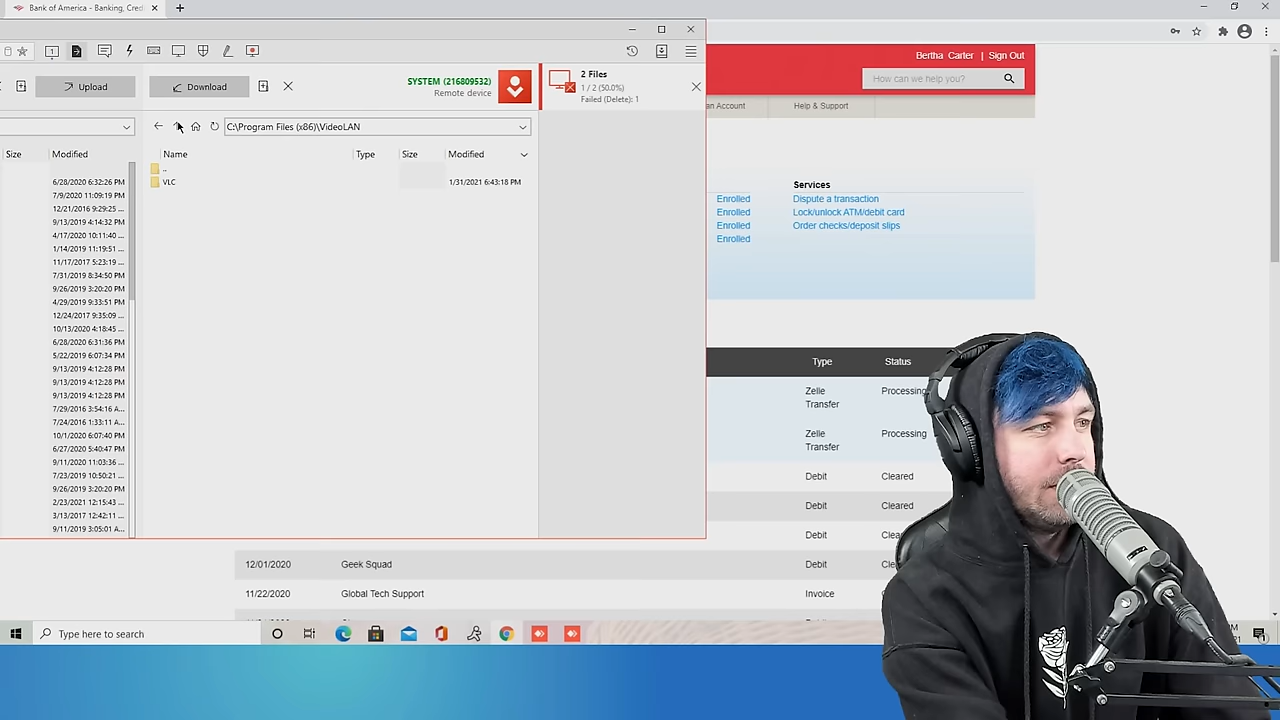 Bank of America - Banking, Cred
Upload
Download
SYSTEM (216809532)
Remote device
2 Files
1 / 2 (50.0%)
Failed (Delete): 1
C:\Program Files (x86)\VideoLAN
Size Modified
Name Type Size Modified
..
VLC 1/31/2021 6:43:18 PM
6/28/2020 6:32:26 PM
7/9/2020 11:09:19 PM
12/21/2016 9:29:25 ...
9/13/2019 4:14:32 PM
4/17/2020 10:11:40 ...
1/14/2019 11:19:51 ...
11/17/2017 5:23:19 ...
7/31/2019 8:34:50 PM
9/26/2019 3:20:20 PM
4/29/2019 9:33:51 PM
12/24/2017 9:35:09 ...
10/13/2020 4:18:45 ...
6/28/2020 6:31:36 PM
5/22/2019 6:07:34 PM
9/13/2019 4:12:28 PM
9/13/2019 4:12:28 PM
9/13/2019 4:12:28 PM
7/29/2016 3:54:16 A...
7/24/2016 1:33:11 A...
10/1/2020 6:07:40 PM
6/27/2020 5:40:47 PM
9/11/2020 11:03:36 ...
7/23/2019 10:50:21 ...
9/26/2019 3:20:20 PM
2/23/2021 12:15:43 ...
3/13/2017 12:42:11 ...
9/11/2019 3:05:01 A...
Bertha Carter | Sign Out
How can we help you?
an Account
Help & Support
Services
Enrolled Dispute a transaction
Enrolled Lock/unlock ATM/debit card
Enrolled Order checks/deposit slips
Enrolled
Type Status
Zelle Transfer Processing
Zelle Transfer Processing
Debit Cleared
Debit Cleared
Debit Clea
12/01/2020 Geek Squad Debit Cle
11/22/2020 Global Tech Support Invoice
Type here to search